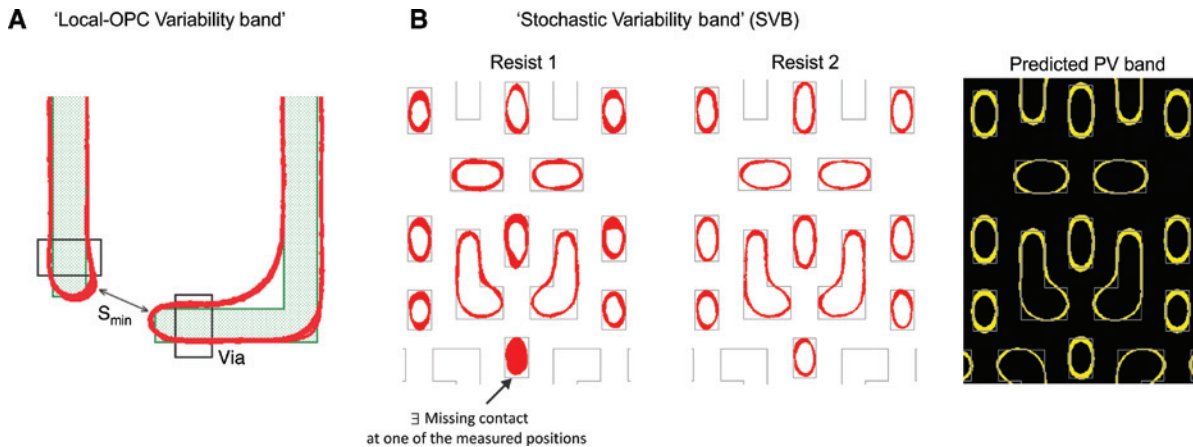 A
'Local-OPC Variability band'
S_min
Via
B
'Stochastic Variability band' (SVB)
Resist 1
Resist 2
Predicted PV band
∃ Missing contact
at one of the measured positions